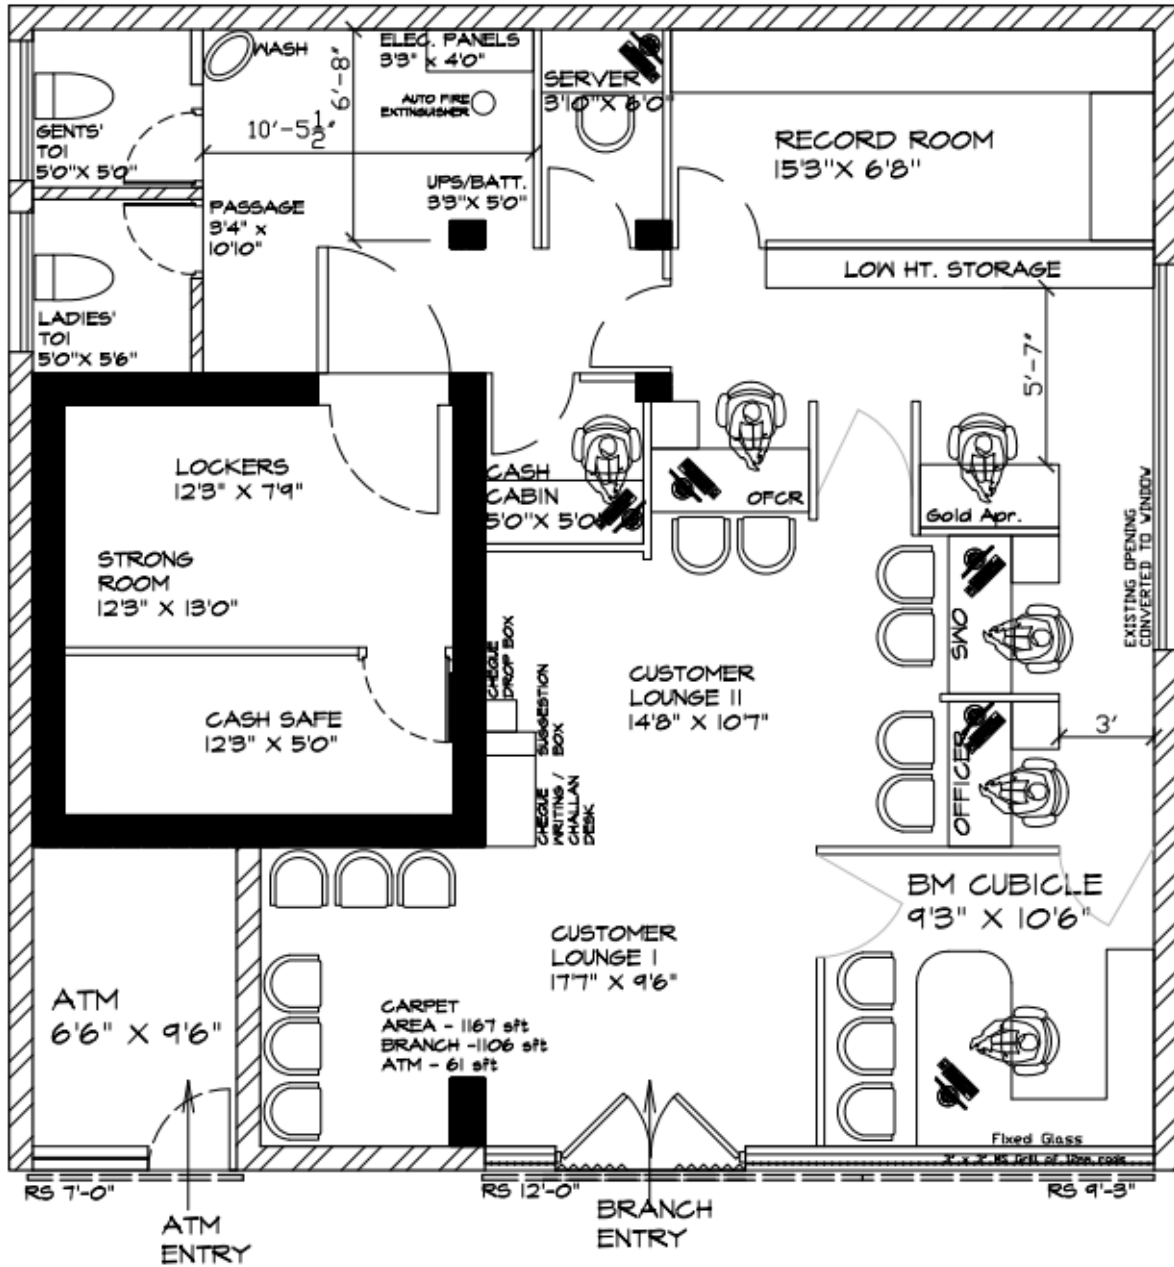 WASH
ELEC. PANELS
3'3" x 4'0"
AUTO FIRE
EXTINGUISHER
6'-8"
10'-5½"
SERVER
3'10"X 6'0"
RECORD ROOM
15'3"X 6'8"
GENTS'
TOI
5'0"X 5'0"
UPS/BATT.
3'3"X 5'0"
PASSAGE
3'4" x
10'10"
LOW HT. STORAGE
LADIES'
TOI
5'0"X 5'6"
5'-7"
LOCKERS
12'3" X 7'9"
CASH
CABIN
5'0"X 5'0"
OFCR
Gold Apr.
EXISTING OPENING
CONVERTED TO WINDOW
STRONG
ROOM
12'3" X 13'0"
SWO
CHEQUE
DROP BOX
CUSTOMER
LOUNGE II
14'8" X 10'7"
CASH SAFE
12'3" X 5'0"
SUGGESTION
BOX
3'
OFFICER
CHEQUE
WRITING /
CHALLAN
DESK
BM CUBICLE
9'3" X 10'6"
CUSTOMER
LOUNGE I
17'7" X 9'6"
ATM
6'6" X 9'6"
CARPET
AREA - 1167 sft
BRANCH -1106 sft
ATM - 61 sft
Fixed Glass
MS Grill of 12mm rods
RS 7'-0"
RS 12'-0"
RS 9'-3"
ATM
ENTRY
BRANCH
ENTRY